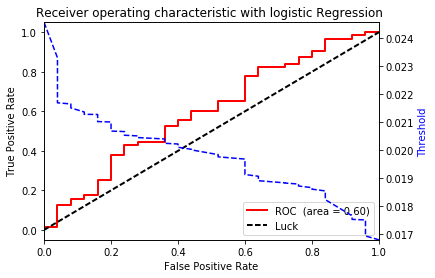 Receiver operating characteristic with logistic Regression
1.0
0.8
0.6
0.4
0.2
0.0
True Positive Rate
0.024
0.023
0.022
0.021
0.020
0.019
0.018
0.017
Threshold
ROC (area = 0.60)
Luck
0.0 0.2 0.4 0.6 0.8 1.0
False Positive Rate